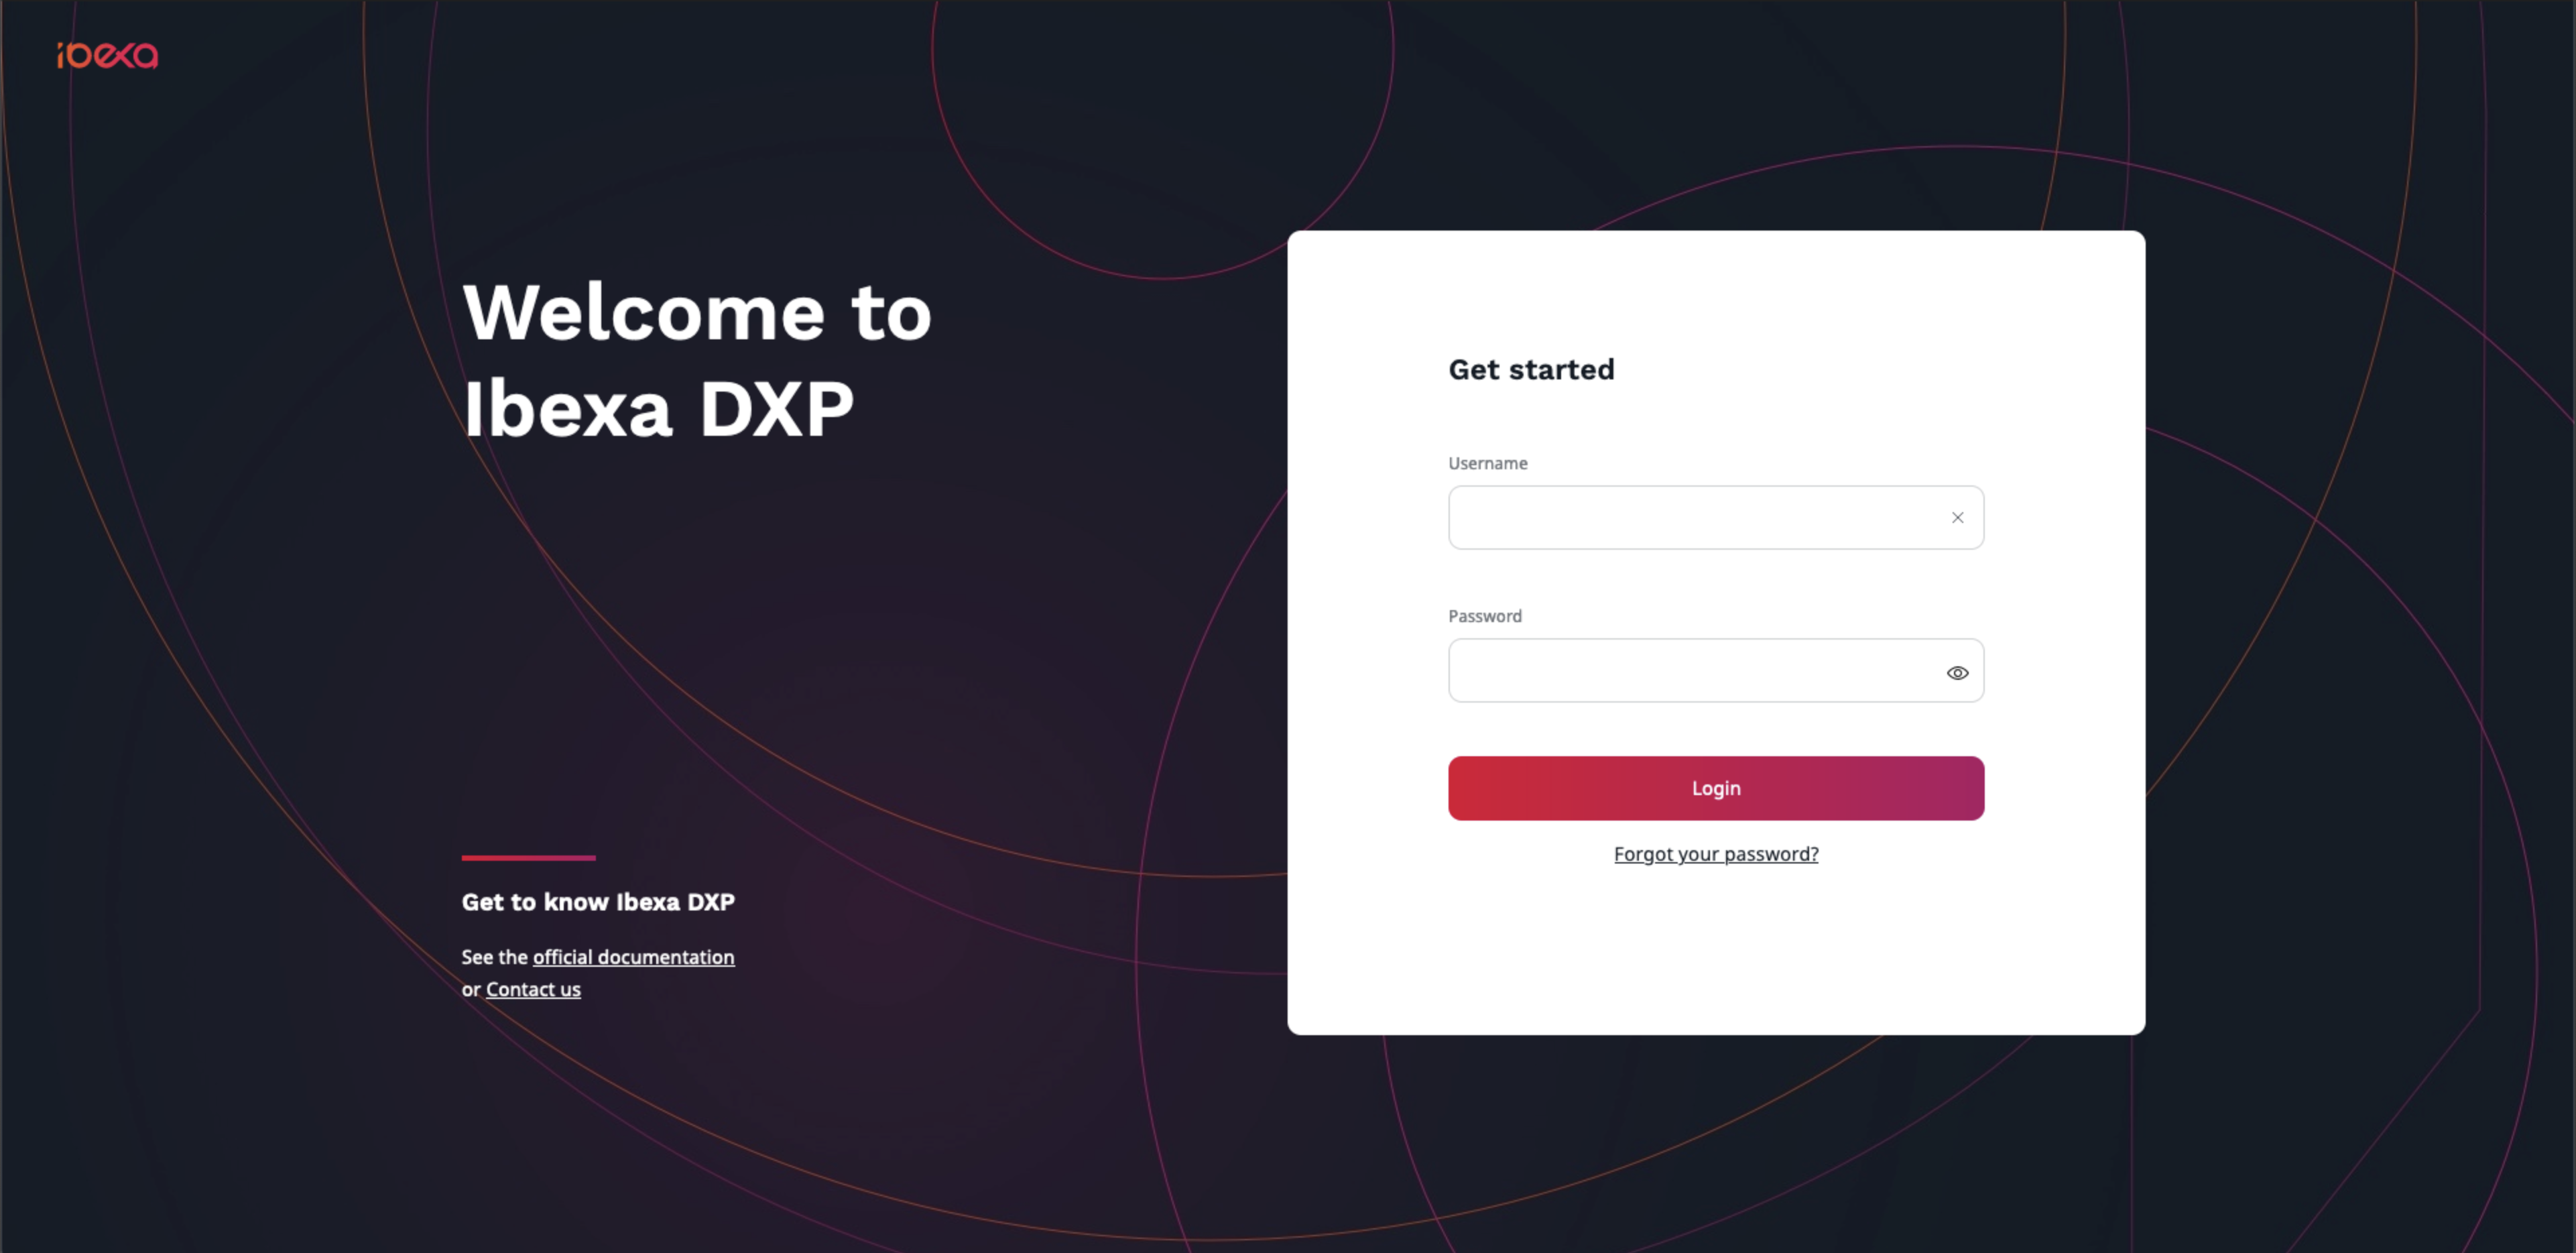 ibexa
Welcome to
Ibexa DXP
Get started
Username
Password
Login
Forgot your password?
Get to know Ibexa DXP
See the official documentation
or Contact us